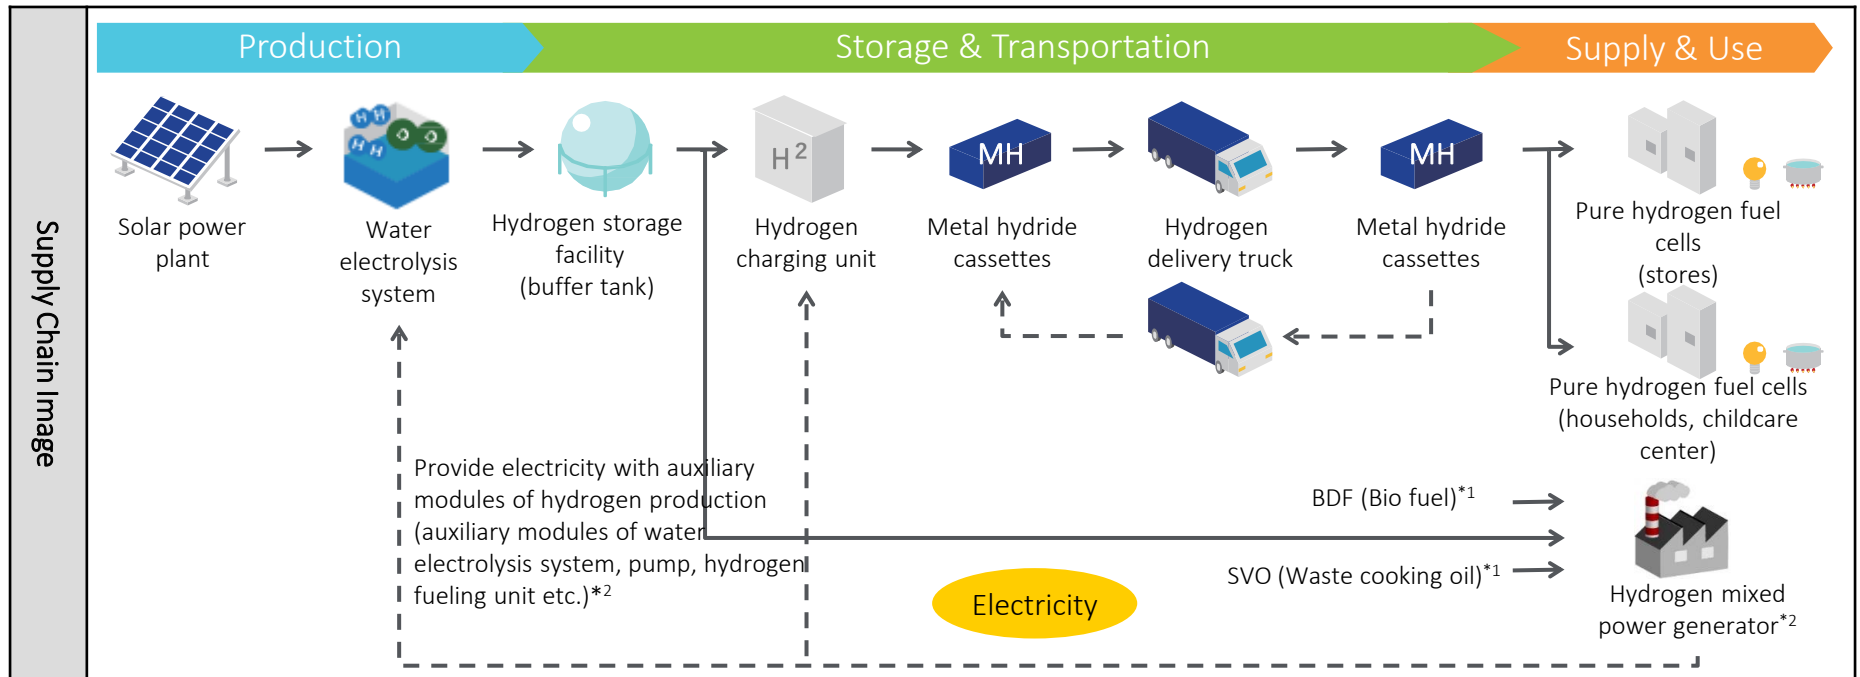 Supply Chain Image
Production
Storage & Transportation
Supply & Use
H H
H H
O O
H²
MH
MH
Solar power
plant
Water
electrolysis
system
Hydrogen storage
facility
(buffer tank)
Hydrogen
charging unit
Metal hydride
cassettes
Hydrogen
delivery truck
Metal hydride
cassettes
Pure hydrogen fuel
cells
(stores)
Pure hydrogen fuel cells
(households, childcare
center)
Provide electricity with auxiliary
modules of hydrogen production
(auxiliary modules of water
electrolysis system, pump, hydrogen
fueling unit etc.)*2
BDF (Bio fuel)*1
SVO (Waste cooking oil)*1
Electricity
Hydrogen mixed
power generator*2